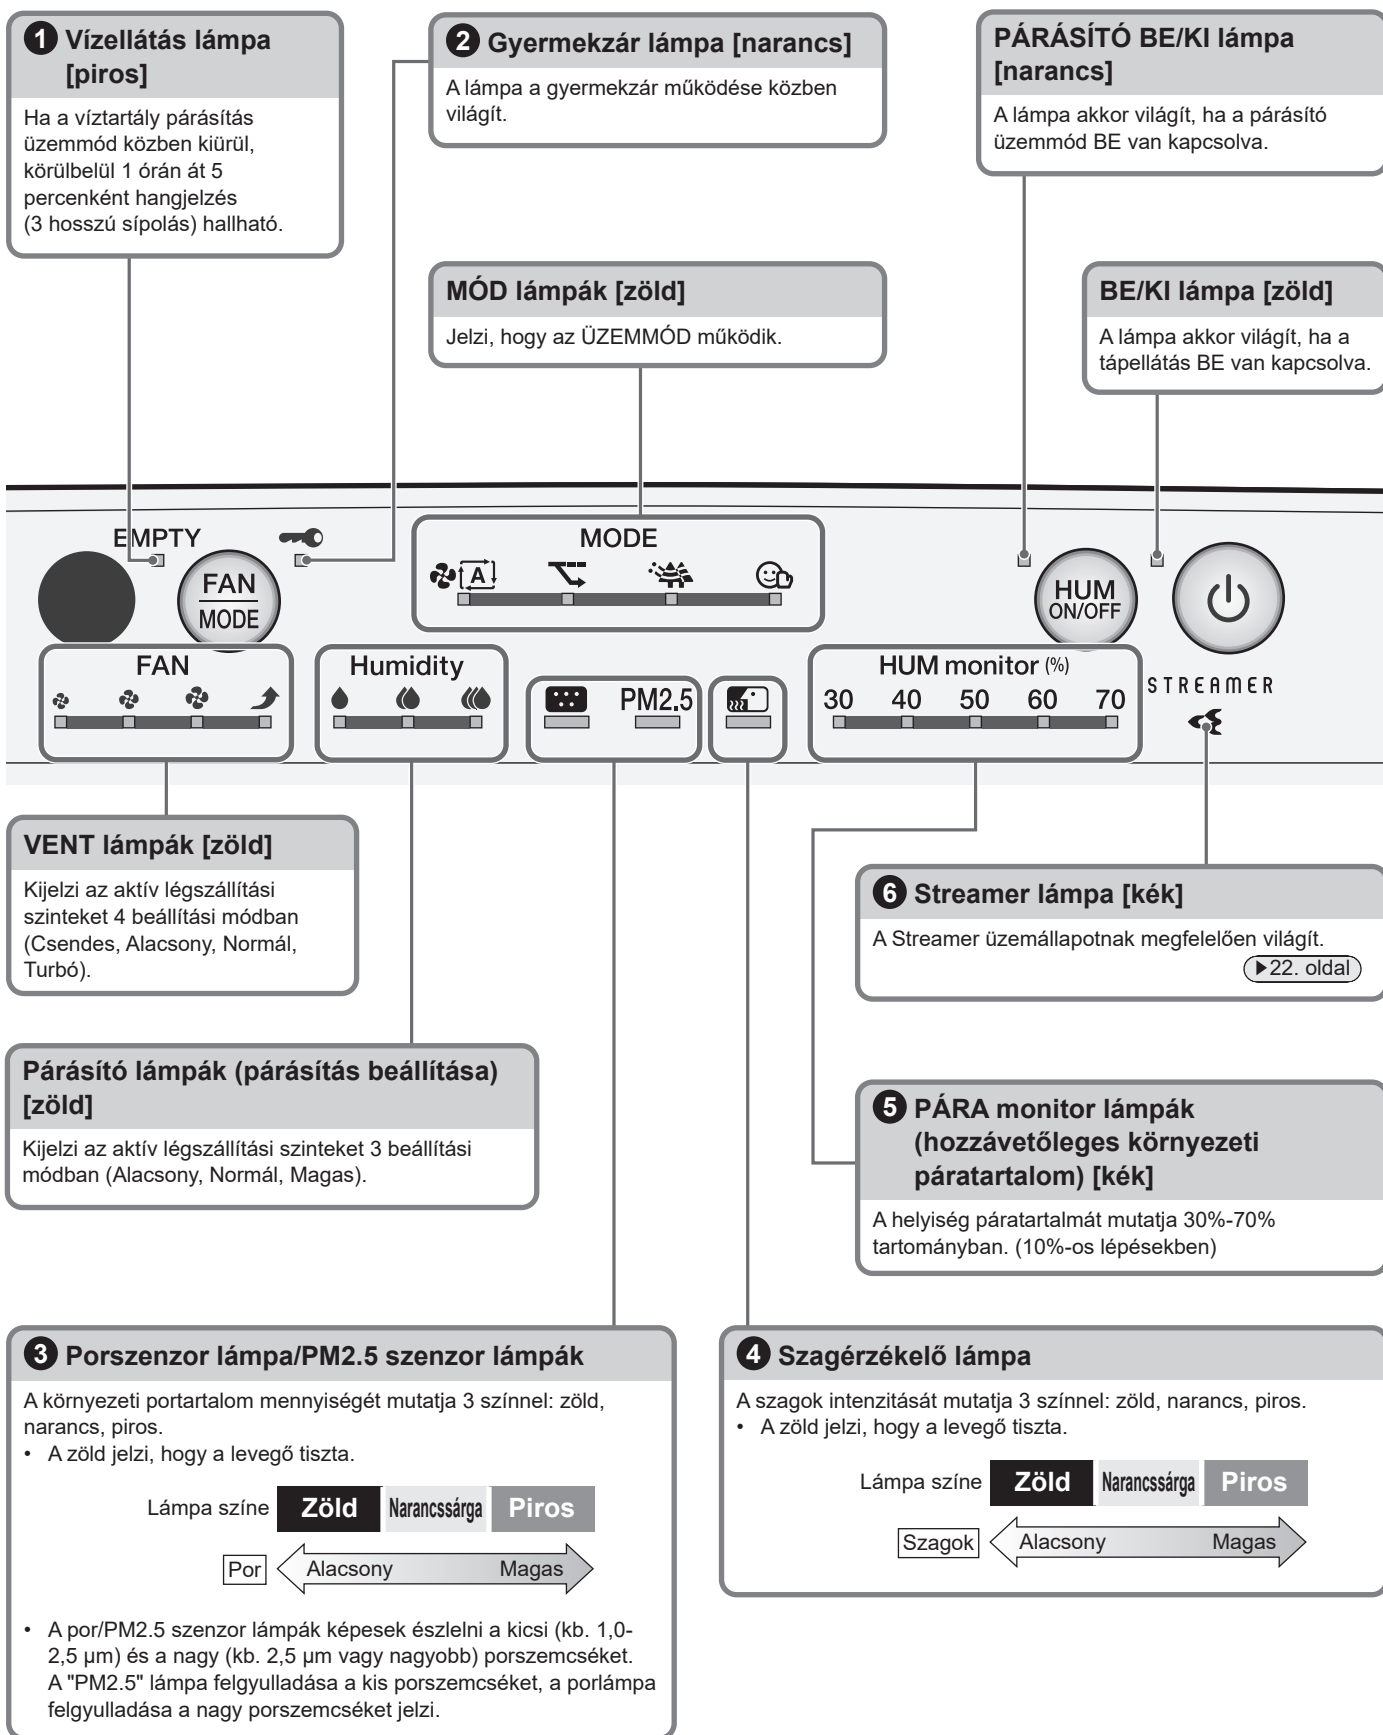 1 Vízellátás lámpa
[piros]
Ha a víztartály párásítás
üzemmód közben kiürül,
körülbelül 1 órán át 5
percenként hangjelzés
(3 hosszú sípolás) hallható.
2 Gyermekzár lámpa [narancs]
A lámpa a gyermekzár működése közben
világít.
PÁRÁSÍTÓ BE/KI lámpa
[narancs]
A lámpa akkor világít, ha a párásító
üzemmód BE van kapcsolva.
MÓD lámpák [zöld]
Jelzi, hogy az ÜZEMMÓD működik.
BE/KI lámpa [zöld]
A lámpa akkor világít, ha a
tápellátás BE van kapcsolva.
EMPTY
FAN
MODE
MODE
A
HUM
ON/OFF
FAN
Humidity
PM2.5
HUM monitor (%)
30 40 50 60 70
STREAMER
VENT lámpák [zöld]
Kijelzi az aktív légszállítási
szinteket 4 beállítási módban
(Csendes, Alacsony, Normál,
Turbó).
6 Streamer lámpa [kék]
A Streamer üzemállapotnak megfelelően világít.
▶22. oldal
Párásító lámpák (párásítás beállítása)
[zöld]
Kijelzi az aktív légszállítási szinteket 3 beállítási
módban (Alacsony, Normál, Magas).
5 PÁRA monitor lámpák
(hozzávetőleges környezeti
páratartalom) [kék]
A helyiség páratartalmát mutatja 30%-70%
tartományban. (10%-os lépésekben)
3 Porszenzor lámpa/PM2.5 szenzor lámpák
A környezeti portartalom mennyiségét mutatja 3 színnel: zöld,
narancs, piros.
• A zöld jelzi, hogy a levegő tiszta.
Lámpa színe Zöld Narancssárga Piros
Por Alacsony Magas
• A por/PM2.5 szenzor lámpák képesek észlelni a kicsi (kb. 1,0-
2,5 μm) és a nagy (kb. 2,5 μm vagy nagyobb) porszemcséket.
A "PM2.5" lámpa felgyulladása a kis porszemcséket, a porlámpa
felgyulladása a nagy porszemcséket jelzi.
4 Szagérzékelő lámpa
A szagok intenzitását mutatja 3 színnel: zöld, narancs, piros.
• A zöld jelzi, hogy a levegő tiszta.
Lámpa színe Zöld Narancssárga Piros
Szagok Alacsony Magas